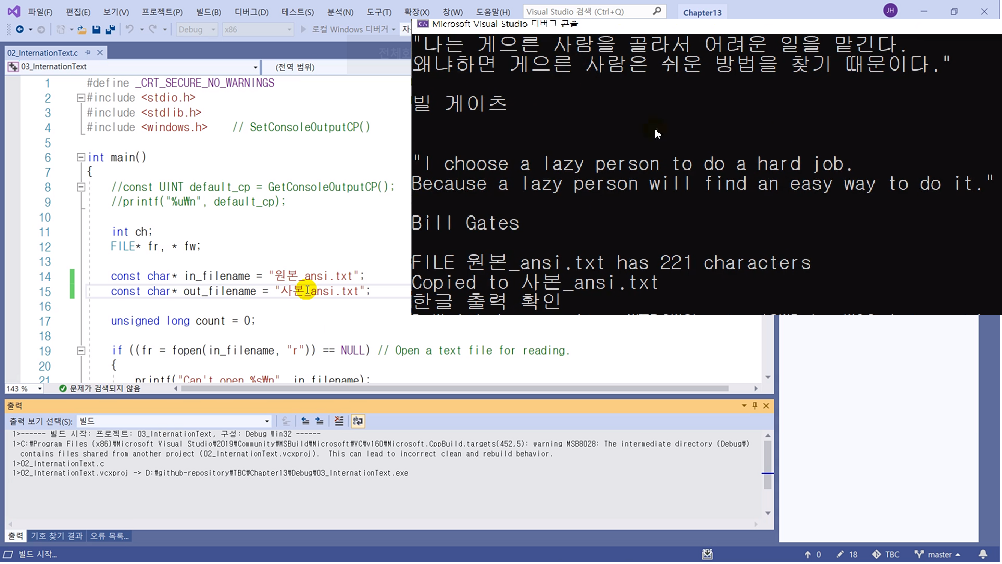 파일(F) 편집(E) 보기(V) 프로젝트(P) 빌드(B) 디버그(D) 테스트(S) 분석(N) 도구(T) 확장(X) 창(W) 도움말(H) Visual Studio 검색(Ctrl+Q) Chapter13 JH
Debug x86 로컬 Windows 디버거
Microsoft Visual Studio 디버그 콘솔
02_InternationText.c
03_InternationText (전역 범위)
1 #define _CRT_SECURE_NO_WARNINGS
2 #include <stdio.h>
3 #include <stdlib.h>
4 #include <windows.h> // SetConsoleOutputCP()
5
6 int main()
7 {
8 //const UINT default_cp = GetConsoleOutputCP();
9 //printf("%u₩n", default_cp);
10
11 int ch;
12 FILE* fr, * fw;
13
14 const char* in_filename = "원본_ansi.txt";
15 const char* out_filename = "사본_ansi.txt";
16
17 unsigned long count = 0;
18
19 if ((fr = fopen(in_filename, "r")) == NULL) // Open a text file for reading.
20 {
21 printf("Can't open %s₩n", in_filename);
"나는 게으른 사람을 골라서 어려운 일을 맡긴다.
왜냐하면 게으른 사람은 쉬운 방법을 찾기 때문이다."
빌 게이츠
"I choose a lazy person to do a hard job.
Because a lazy person will find an easy way to do it."
Bill Gates
FILE 원본_ansi.txt has 221 characters
Copied to 사본_ansi.txt
한글 출력 확인
143 % 문제가 검색되지 않음
출력
출력 보기 선택(S): 빌드
1>------ 빌드 시작: 프로젝트: 03_InternationText, 구성: Debug Win32 ------
1>C:₩Program Files (x86)₩Microsoft Visual Studio₩2019₩Community₩MSBuild₩Microsoft₩VC₩v160₩Microsoft.CppBuild.targets(452,5): warning MSB8028: The intermediate directory (Debug₩)
contains files shared from another project (02_InternationText.vcxproj). This can lead to incorrect clean and rebuild behavior.
1>02_InternationText.c
1>02_InternationText.vcxproj -> D:₩github-repository₩TBC₩Chapter13₩Debug₩03_InternationText.exe
출력 기호 찾기 결과 오류 목록...
빌드 시작... 0 18 TBC master